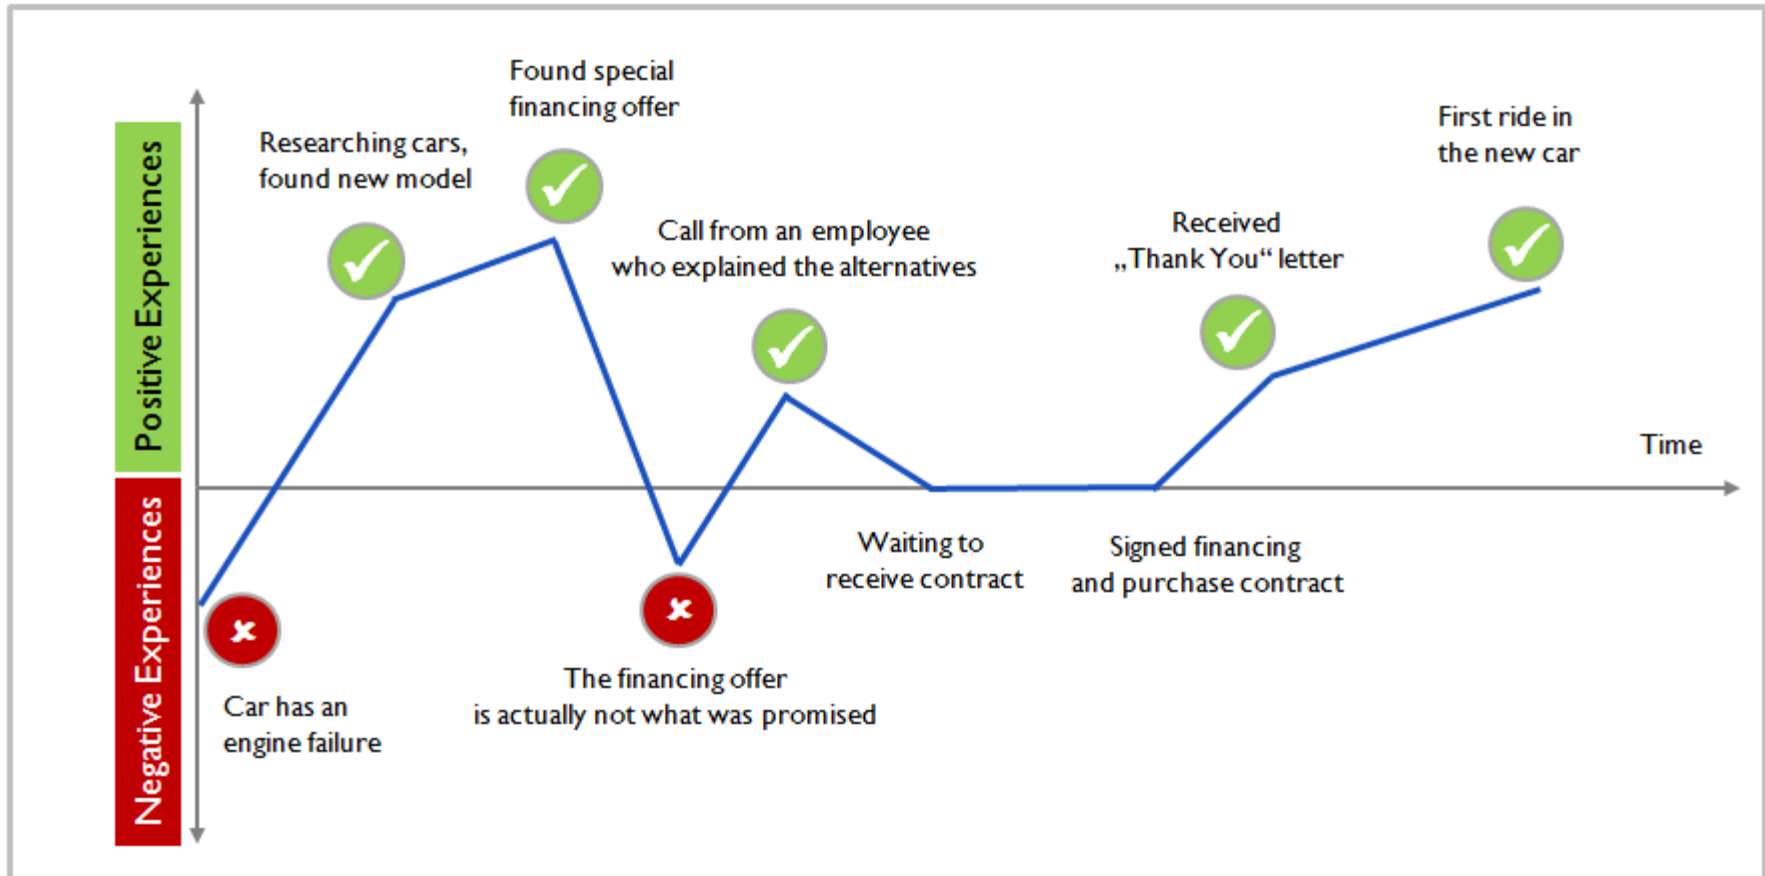 Found special
financing offer
First ride in
the new car
Researching cars,
found new model
Received
„Thank You“ letter
Call from an employee
who explained the alternatives
Positive Experiences
Time
Negative Experiences
Waiting to
receive contract
Signed financing
and purchase contract
The financing offer
is actually not what was promised
Car has an
engine failure